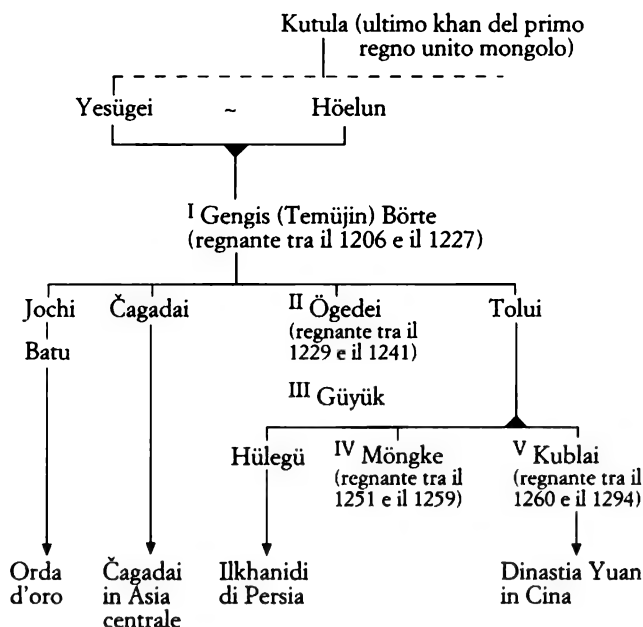 Kutula (ultimo khan del primo
regno unito mongolo)
Yesügei ~ Höelun
I Gengis (Temüjin) Börte
(regnante tra il 1206 e il 1227)
Jochi
Batu
Čagadai
II Ögedei
(regnante tra il
1229 e il 1241)
Tolui
III Güyük
Hülegü
IV Möngke
(regnante tra il
1251 e il 1259)
V Kublai
(regnante tra il
1260 e il 1294)
Orda
d'oro
Čagadai
in Asia
centrale
Ilkhanidi
di Persia
Dinastia Yuan
in Cina